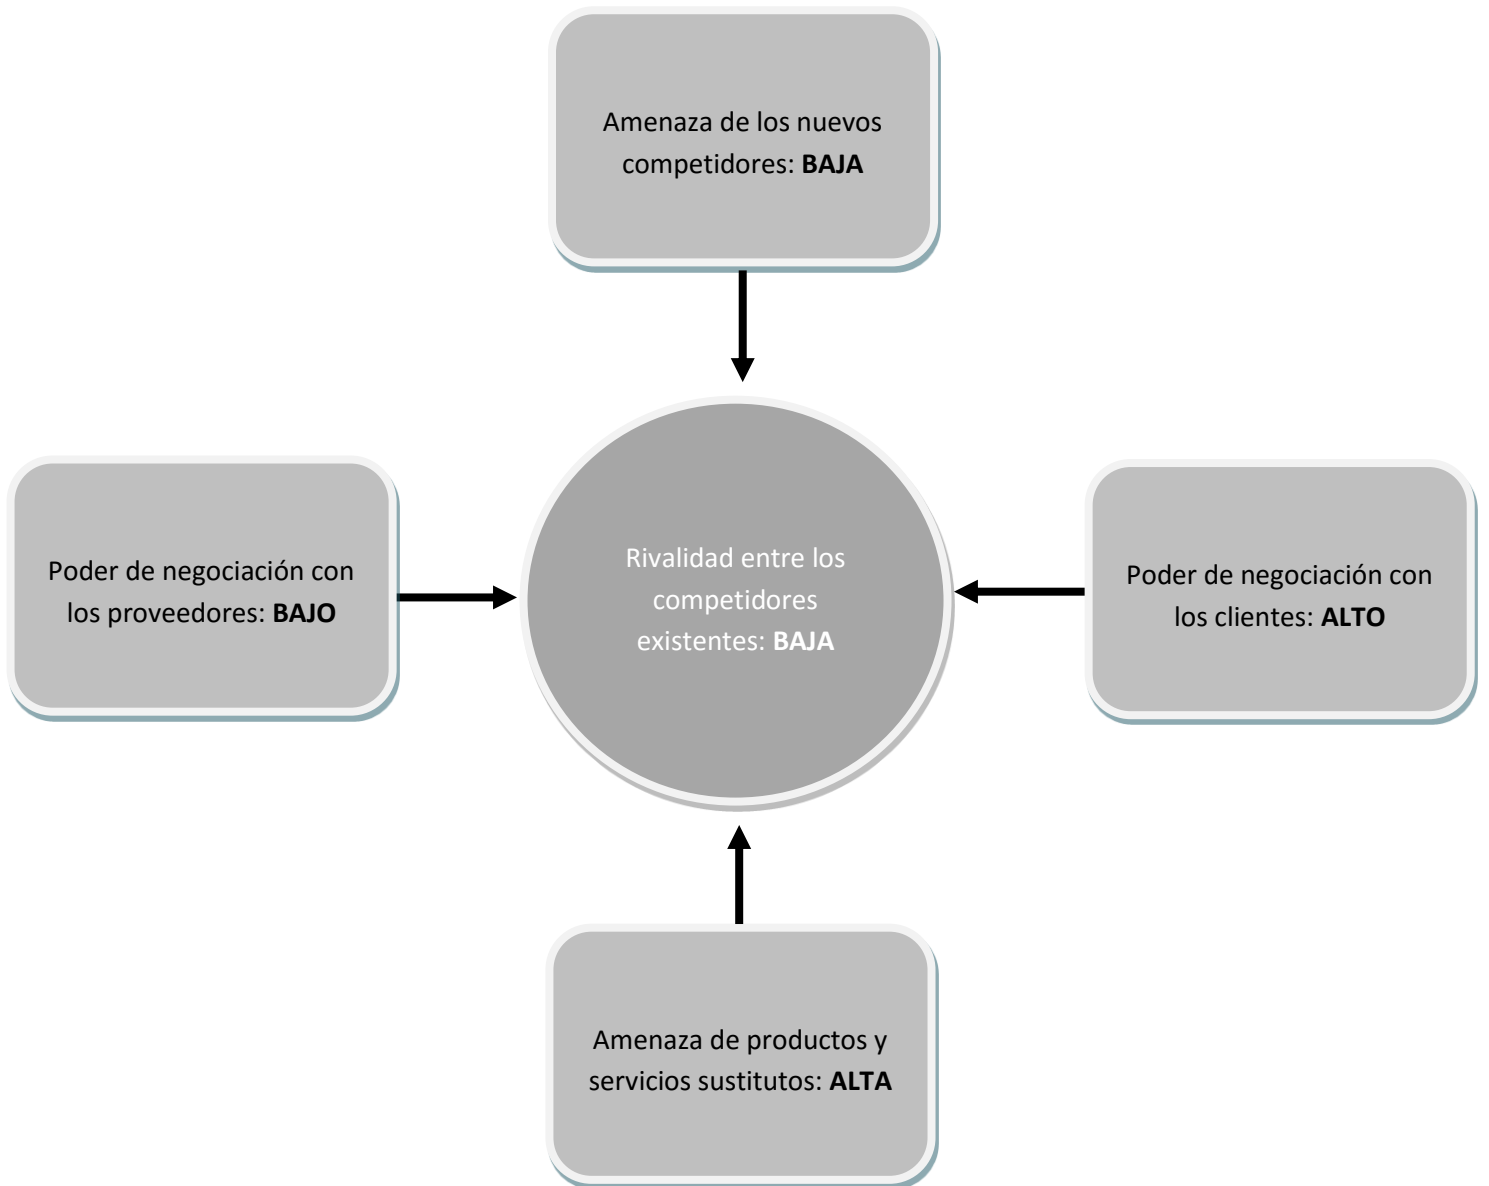 Amenaza de los nuevos
competidores: BAJA
Poder de negociación con
los proveedores: BAJO
Rivalidad entre los
competidores
existentes: BAJA
Poder de negociación con
los clientes: ALTO
Amenaza de productos y
servicios sustitutos: ALTA